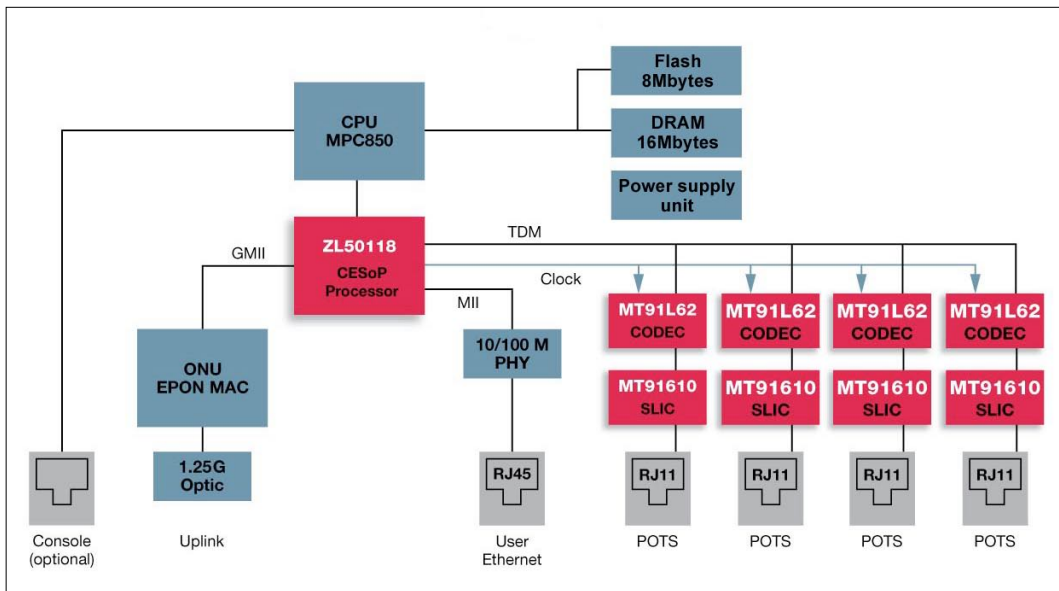 Flash
8Mbytes
CPU
MPC850
DRAM
16Mbytes
Power supply
unit
ZL50118
CESoP
Processor
GMII
TDM
Clock
MII
MT91L62
CODEC
MT91L62
CODEC
MT91L62
CODEC
MT91L62
CODEC
ONU
EPON MAC
10/100 M
PHY
MT91610
SLIC
MT91610
SLIC
MT91610
SLIC
MT91610
SLIC
1.25G
Optic
RJ45
RJ11
RJ11
RJ11
RJ11
Console
(optional)
Uplink
User
Ethernet
POTS
POTS
POTS
POTS